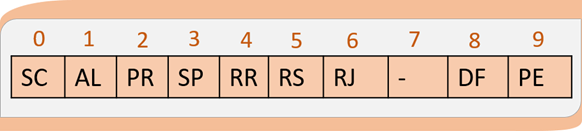 0 1 2 3 4 5 6 7 8 9
SC AL PR SP RR RS RJ - DF PE